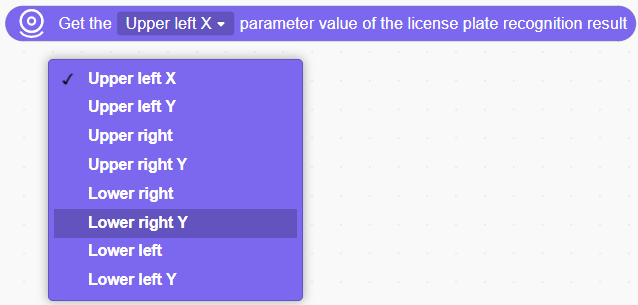 Get the Upper left X parameter value of the license plate recognition result
Upper left X
Upper left Y
Upper right
Upper right Y
Lower right
Lower right Y
Lower left
Lower left Y